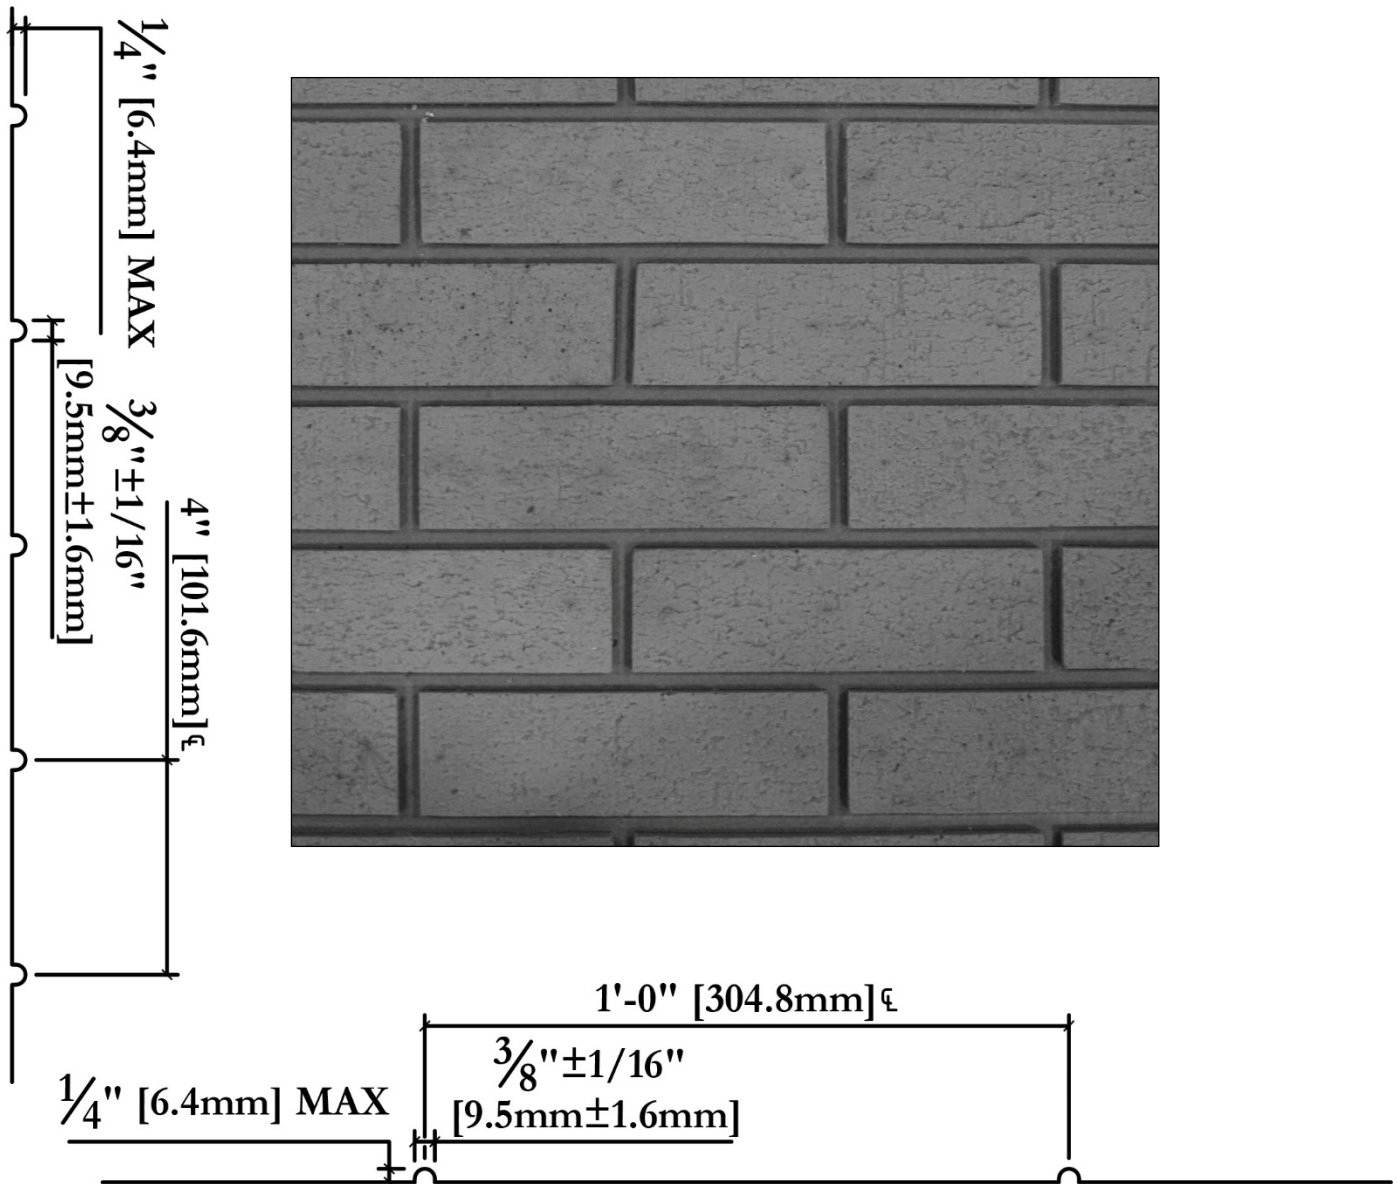 ¼" [6.4mm] MAX
⅜"±1/16"
[9.5mm±1.6mm]
4" [101.6mm]℄
1'-0" [304.8mm]℄
⅜"±1/16"
[9.5mm±1.6mm]
¼" [6.4mm] MAX